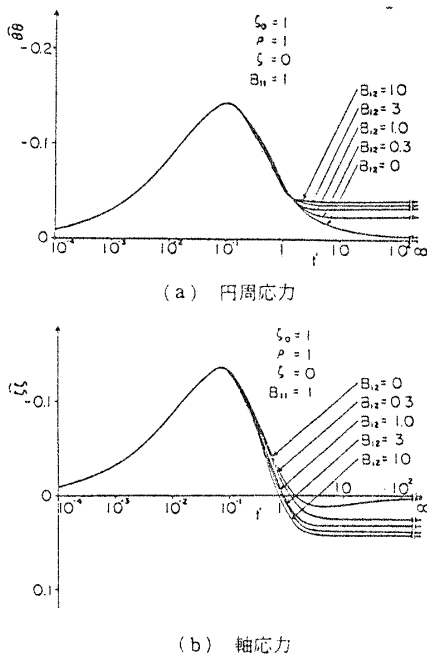 ζ₀=1
ρ=1
ζ=0
B₁₁=1
B₁₂=10
B₁₂=3
B₁₂=1.0
B₁₂=0.3
B₁₂=0
θθ
-0.2
-0.1
0
10⁻⁴ 10⁻³ 10⁻² 10⁻¹ 1 10 10² ∞
(a) 円周応力
ζ₀=1
ρ=1
ζ=0
B₁₁=1
B₁₂=0
B₁₂=0.3
B₁₂=1.0
B₁₂=3
B₁₂=10
ζζ
-0.1
0
0.1
10⁻⁴ 10⁻³ 10⁻² 10⁻¹ 1 10 10² ∞
(b) 軸応力